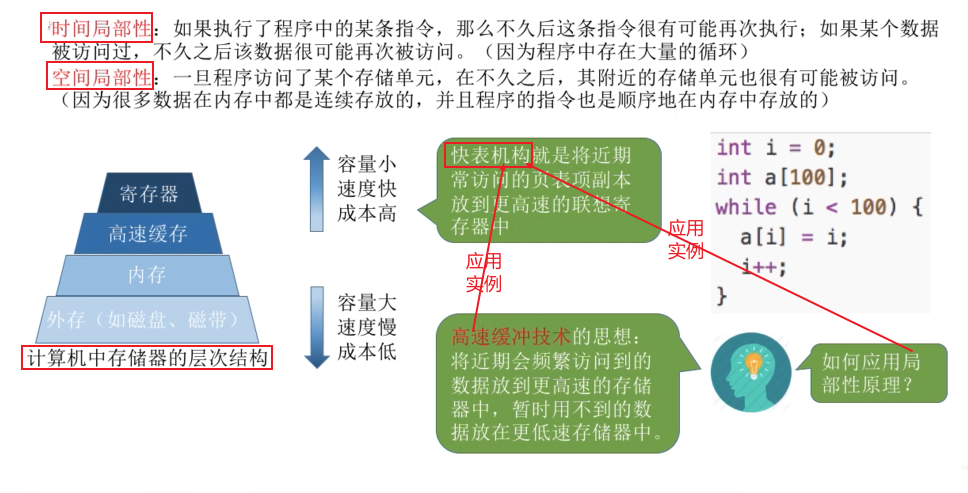 时间局部性：如果执行了程序中的某条指令，那么不久后这条指令很有可能再次执行；如果某个数据
被访问过，不久之后该数据很可能再次被访问。（因为程序中存在大量的循环）
空间局部性：一旦程序访问了某个存储单元，在不久之后，其附近的存储单元也很有可能被访问。
（因为很多数据在内存中都是连续存放的，并且程序的指令也是顺序地在内存中存放的）
寄存器
高速缓存
内存
外存（如磁盘、磁带）
计算机中存储器的层次结构
容量小
速度快
成本高
容量大
速度慢
成本低
快表机构就是将近期
常访问的页表项副本
放到更高速的联想寄
存器中
应用
实例
应用
实例
高速缓冲技术的思想：
将近期会频繁访问到的
数据放到更高速的存储
器中，暂时用不到的数
据放在更低速存储器中。
int i = 0;
int a[100];
while (i < 100) {
a[i] = i;
i++;
}
如何应用局
部性原理？